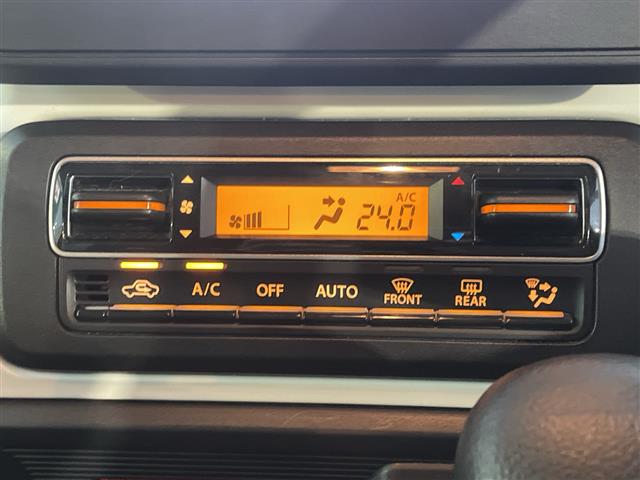 A/C
24.0
A/C
OFF
AUTO
FRONT
REAR